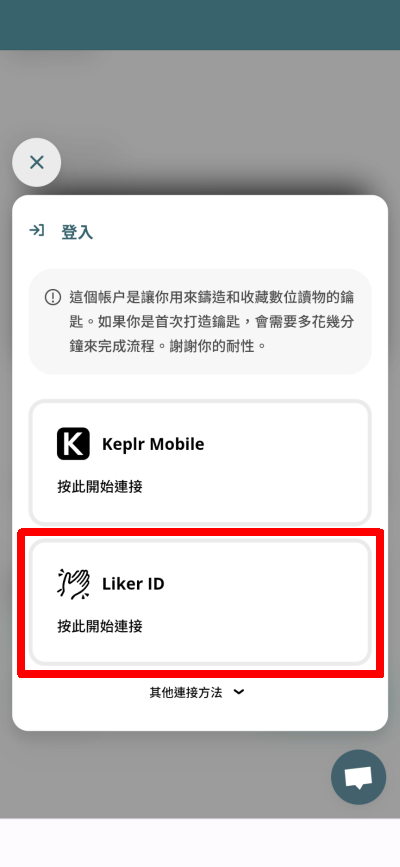 登入
這個帳户是讓你用來鑄造和收藏數位讀物的鑰
匙。如果你是首次打造鑰匙，會需要多花幾分
鐘來完成流程。謝謝你的耐性。
Keplr Mobile
按此開始連接
Liker ID
按此開始連接
其他連接方法